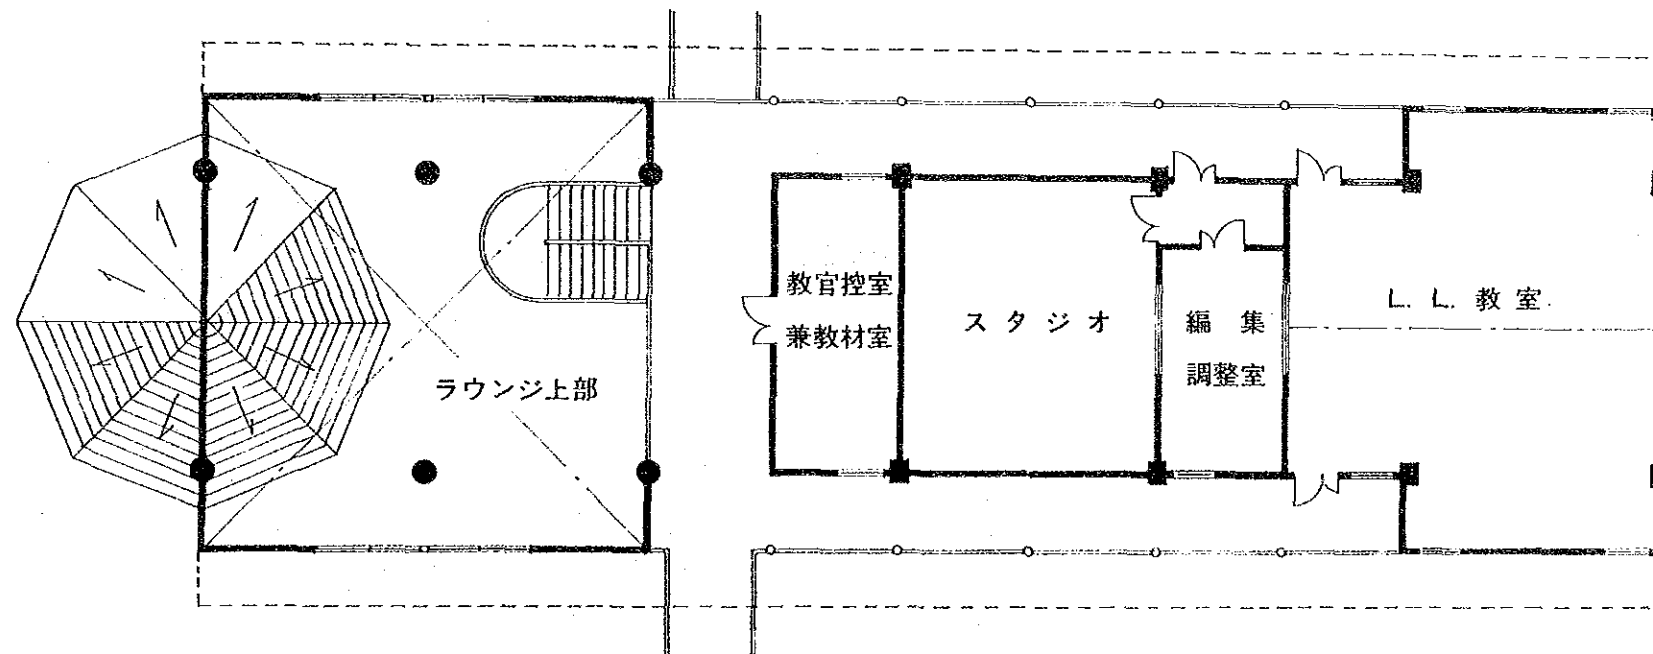 ラウンジ上部
教官控室
兼教材室
スタジオ
編集
調整室
L. L. 教室